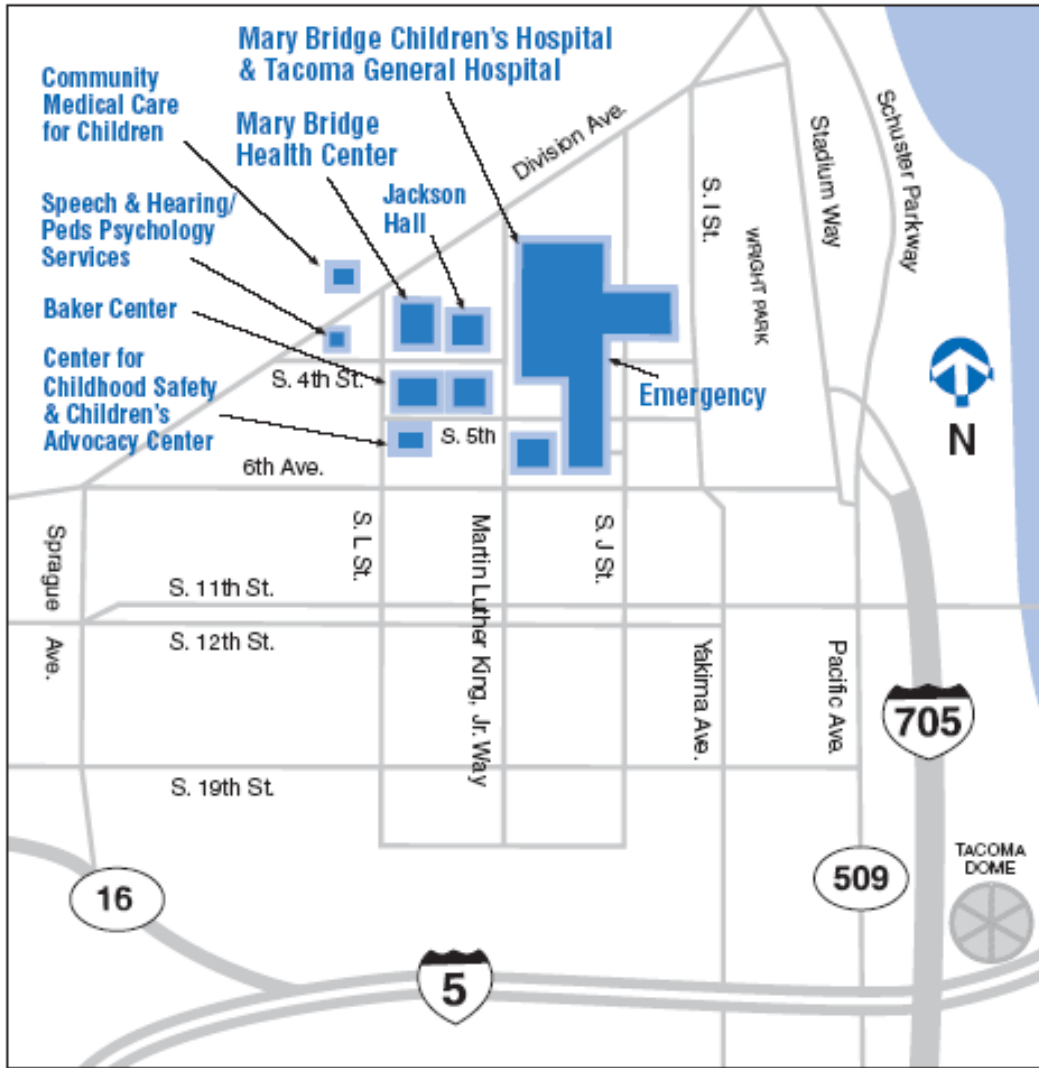 Mary Bridge Children's Hospital
& Tacoma General Hospital
Community
Medical Care
for Children
Mary Bridge
Health Center
Jackson
Hall
Speech & Hearing/
Peds Psychology
Services
Baker Center
Center for
Childhood Safety
& Children's
Advocacy Center
Division Ave.
S. I St.
WRIGHT PARK
Stadium Way
Schuster Parkway
N
Emergency
S. 4th St.
S. 5th
6th Ave.
Sprague
Ave.
S. L St.
Martin Luther King, Jr. Way
S. J St.
S. 11th St.
S. 12th St.
Yakima Ave.
Pacific Ave.
705
S. 19th St.
16
5
509
TACOMA
DOME